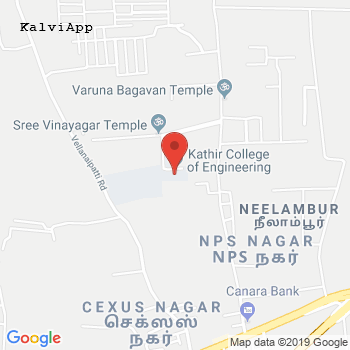 KalviApp
Varuna Bagavan Temple
Sree Vinayagar Temple
Kathir College
of Engineering
Vellanaipatti Rd
NEELAMBUR
நீலாம்பூர்
NPS NAGAR
NPS நகர்
CEXUS NAGAR
செக்ஸஸ்
நகர்
Canara Bank
Google
Map data ©2019 Google